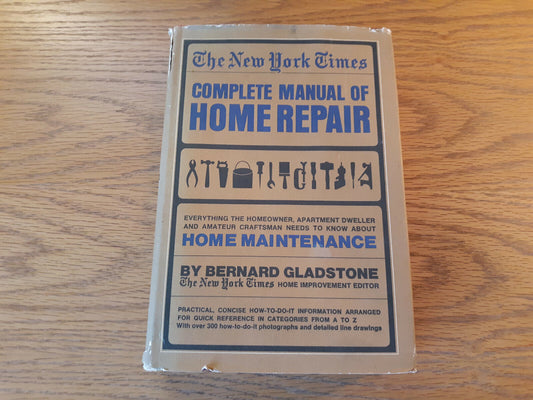 The New York Times
COMPLETE MANUAL OF
HOME REPAIR
EVERYTHING THE HOMEOWNER, APARTMENT DWELLER
AND AMATEUR CRAFTSMAN NEEDS TO KNOW ABOUT
HOME MAINTENANCE
BY BERNARD GLADSTONE
The New York Times HOME IMPROVEMENT EDITOR
PRACTICAL, CONCISE HOW-TO-DO-IT INFORMATION ARRANGED
FOR QUICK REFERENCE IN CATEGORIES FROM A TO Z
With over 300 how-to-do-it photographs and detailed line drawings